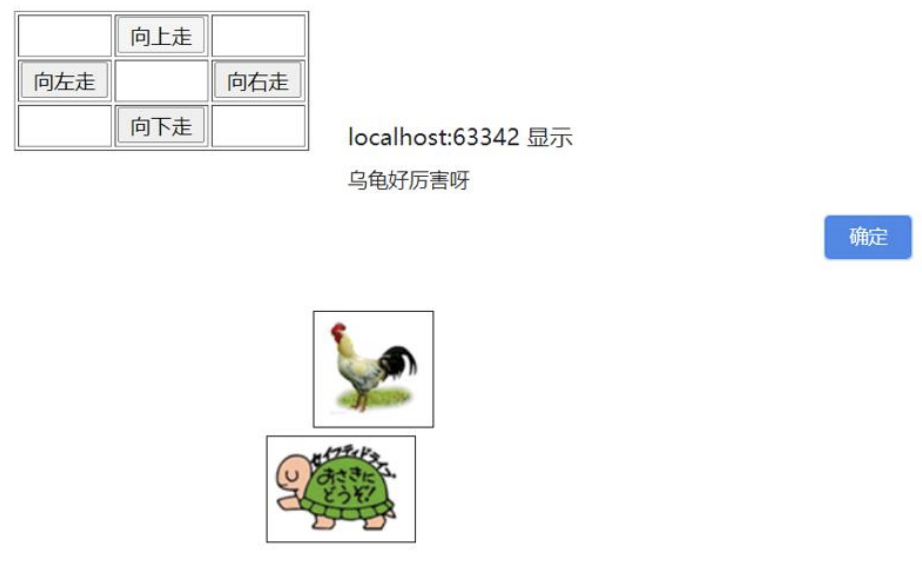 向上走
向左走 向右走
向下走
localhost:63342 显示
乌龟好厉害呀
确定
セイフティドライブ
おさきに
どうぞ!